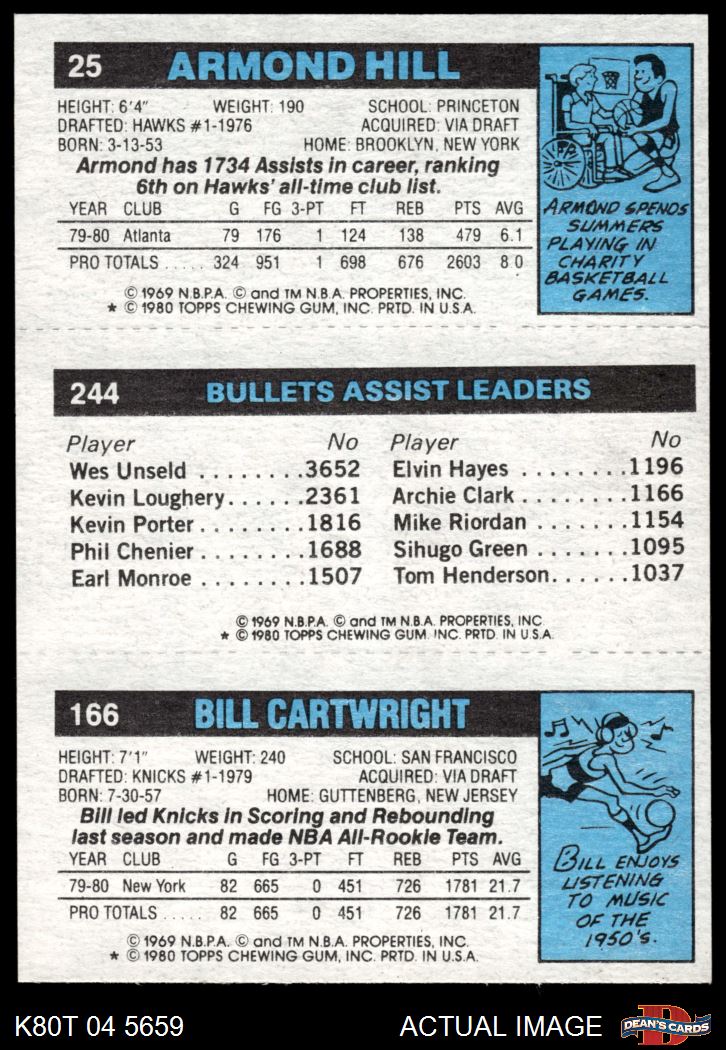 25 ARMOND HILL
HEIGHT: 6'4" WEIGHT: 190 SCHOOL: PRINCETON
DRAFTED: HAWKS #1-1976 ACQUIRED: VIA DRAFT
BORN: 3-13-53 HOME: BROOKLYN, NEW YORK
Armond has 1734 Assists in career, ranking
6th on Hawks' all-time club list.
YEAR CLUB G FG 3-PT FT REB PTS AVG
79-80 Atlanta 79 176 1 124 138 479 6.1
PRO TOTALS ..... 324 951 1 698 676 2603 8.0
© 1969 N.B.P.A. © and TM N.B.A. PROPERTIES, INC.
* © 1980 TOPPS CHEWING GUM, INC. PRTD. IN U.S.A.
ARMOND SPENDS
SUMMERS
PLAYING IN
CHARITY
BASKETBALL
GAMES.
244 BULLETS ASSIST LEADERS
Player No Player No
Wes Unseld ........3652 Elvin Hayes ........1196
Kevin Loughery......2361 Archie Clark ........1166
Kevin Porter........1816 Mike Riordan .......1154
Phil Chenier........1688 Sihugo Green .......1095
Earl Monroe ........1507 Tom Henderson......1037
© 1969 N.B.P.A. © and TM N.B.A. PROPERTIES, INC.
* © 1980 TOPPS CHEWING GUM INC. PRTD. IN U.S.A.
166 BILL CARTWRIGHT
HEIGHT: 7'1" WEIGHT: 240 SCHOOL: SAN FRANCISCO
DRAFTED: KNICKS #1-1979 ACQUIRED: VIA DRAFT
BORN: 7-30-57 HOME: GUTTENBERG, NEW JERSEY
Bill led Knicks in Scoring and Rebounding
last season and made NBA All-Rookie Team.
YEAR CLUB G FG 3-PT FT REB PTS AVG
79-80 New York 82 665 0 451 726 1781 21.7
PRO TOTALS ..... 82 665 0 451 726 1781 21.7
© 1969 N.B.P.A. © and TM N.B.A. PROPERTIES, INC.
* © 1980 TOPPS CHEWING GUM, INC. PRTD. IN U.S.A.
BILL ENJOYS
LISTENING
TO MUSIC
OF THE
1950'S.
K80T 04 5659 ACTUAL IMAGE D DEAN'S CARDS